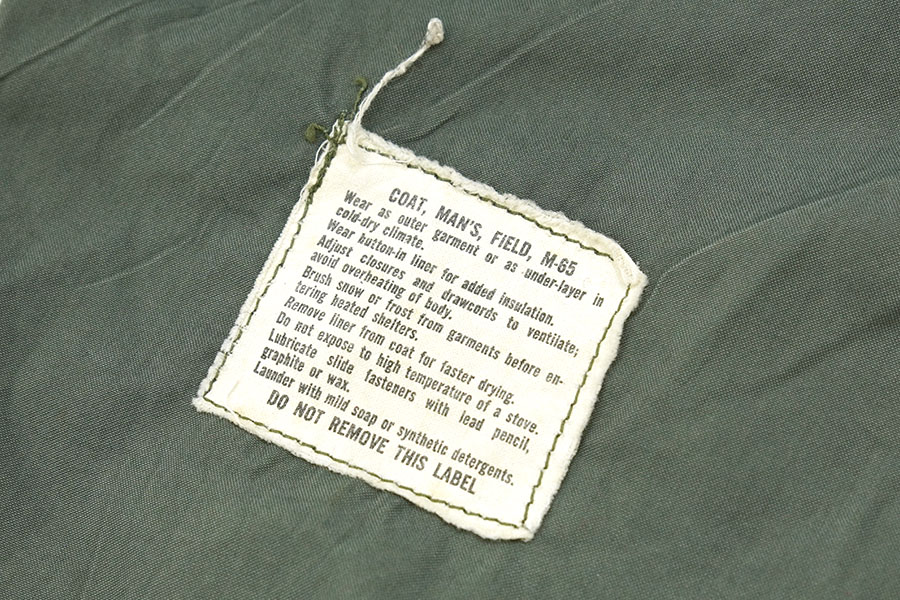 COAT, MAN'S, FIELD, M-65
Wear as outer garment or as under-layer in
cold-dry climate.
Wear button-in liner for added insulation.
Adjust closures and drawcords to ventilate;
avoid overheating of body.
Brush snow or frost from garments before en-
tering heated shelters.
Remove liner from coat for faster drying.
Do not expose to high temperature of a stove.
Lubricate slide fasteners with lead pencil,
graphite or wax.
Launder with mild soap or synthetic detergents.
DO NOT REMOVE THIS LABEL